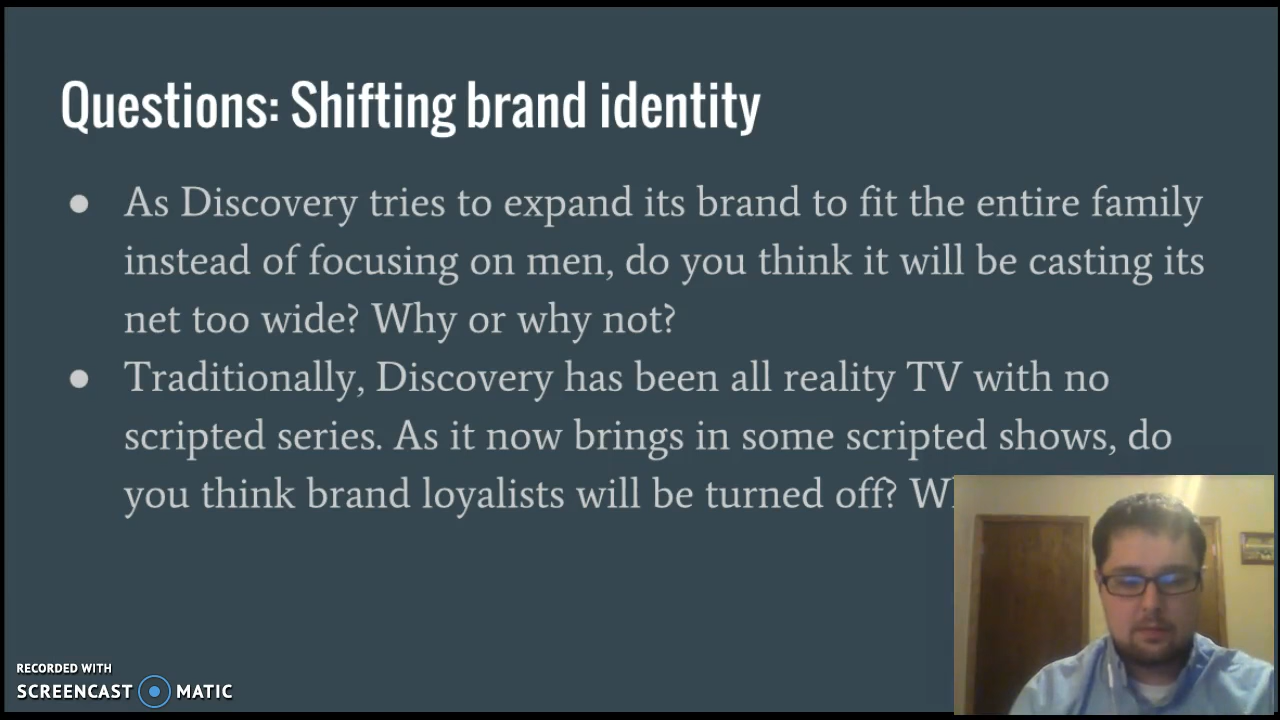 Questions: Shifting brand identity
● As Discovery tries to expand its brand to fit the entire family
instead of focusing on men, do you think it will be casting its
net too wide? Why or why not?
● Traditionally, Discovery has been all reality TV with no
scripted series. As it now brings in some scripted shows, do
you think brand loyalists will be turned off?
RECORDED WITH
SCREENCAST MATIC